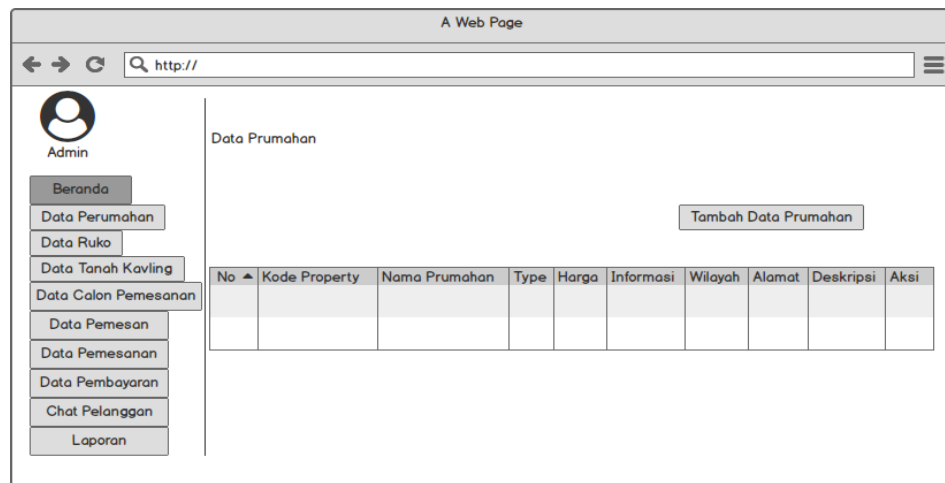 A Web Page
http://
Admin
Data Prumahan
Beranda
Data Perumahan
Tambah Data Prumahan
Data Ruko
Data Tanah Kavling
No Kode Property Nama Prumahan Type Harga Informasi Wilayah Alamat Deskripsi Aksi
Data Calon Pemesanan
Data Pemesan
Data Pemesanan
Data Pembayaran
Chat Pelanggan
Laporan